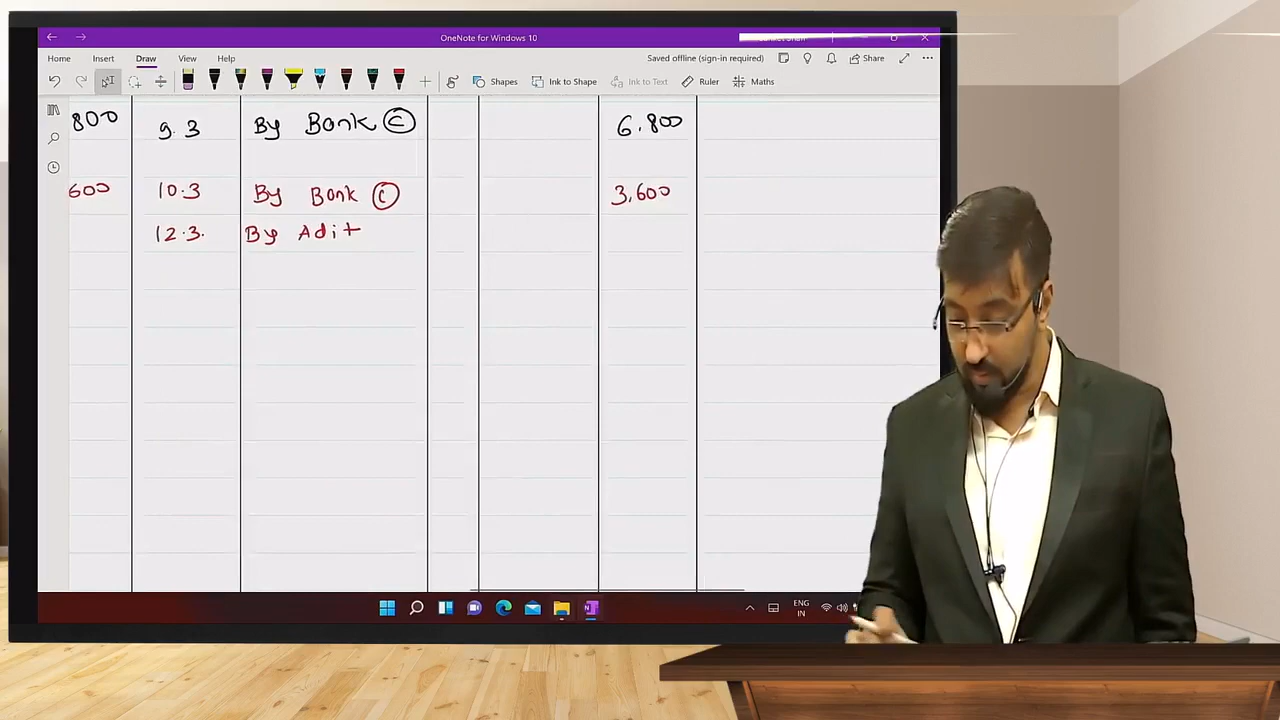 OneNote for Windows 10
Home Insert Draw View Help
Saved offline (sign-in required) Share
Shapes Ink to Shape Ink to Text Ruler Maths
800 9.3 By Bank C 6,800
600 10.3 By Bank C 3,600
12.3. By Adit
ENG
IN